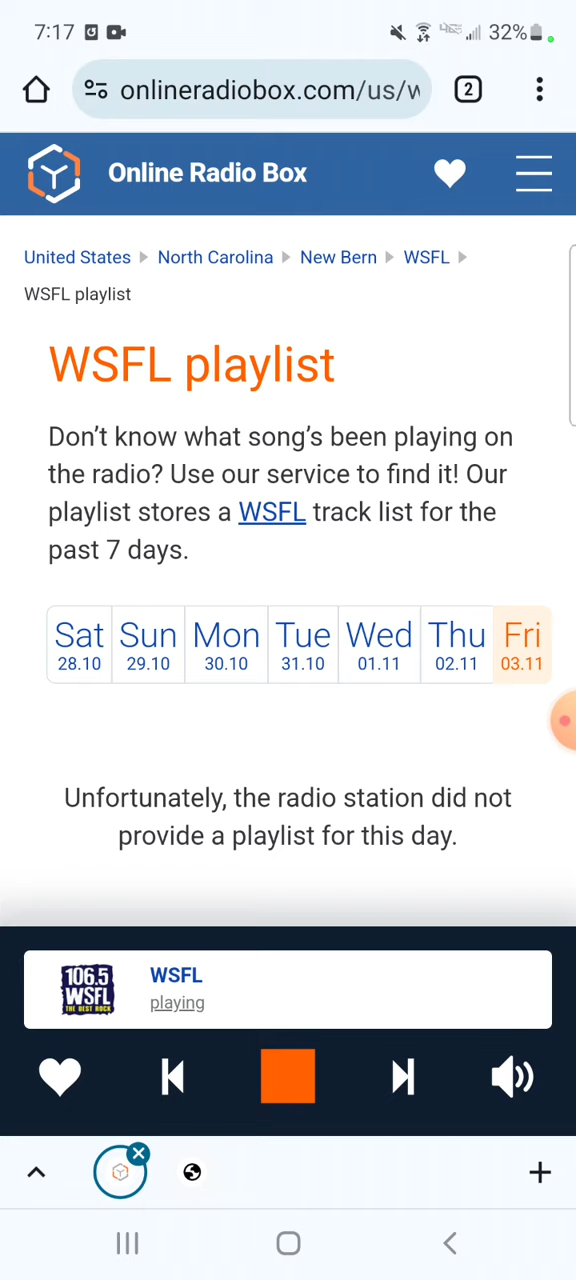 7:17
32%
onlineradiobox.com/us/w
2
Online Radio Box
United States North Carolina New Bern WSFL
WSFL playlist
WSFL playlist
Don't know what song's been playing on
the radio? Use our service to find it! Our
playlist stores a WSFL track list for the
past 7 days.
Sat Sun Mon Tue Wed Thu Fri
28.10 29.10 30.10 31.10 01.11 02.11 03.11
Unfortunately, the radio station did not
provide a playlist for this day.
106.5
WSFL
THE BEST ROCK
WSFL
playing